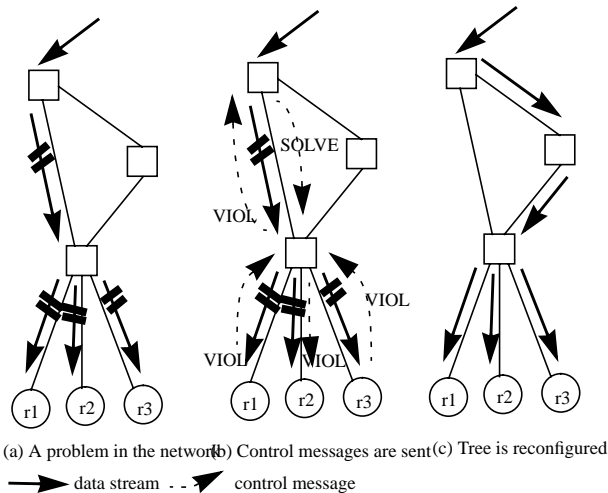 SOLVE
VIOL
VIOL
VIOL
VIOL
r1
r2
r3
r1
r2
r3
r1
r2
r3
(a) A problem in the network
(b) Control messages are sent
(c) Tree is reconfigured
data stream
control message